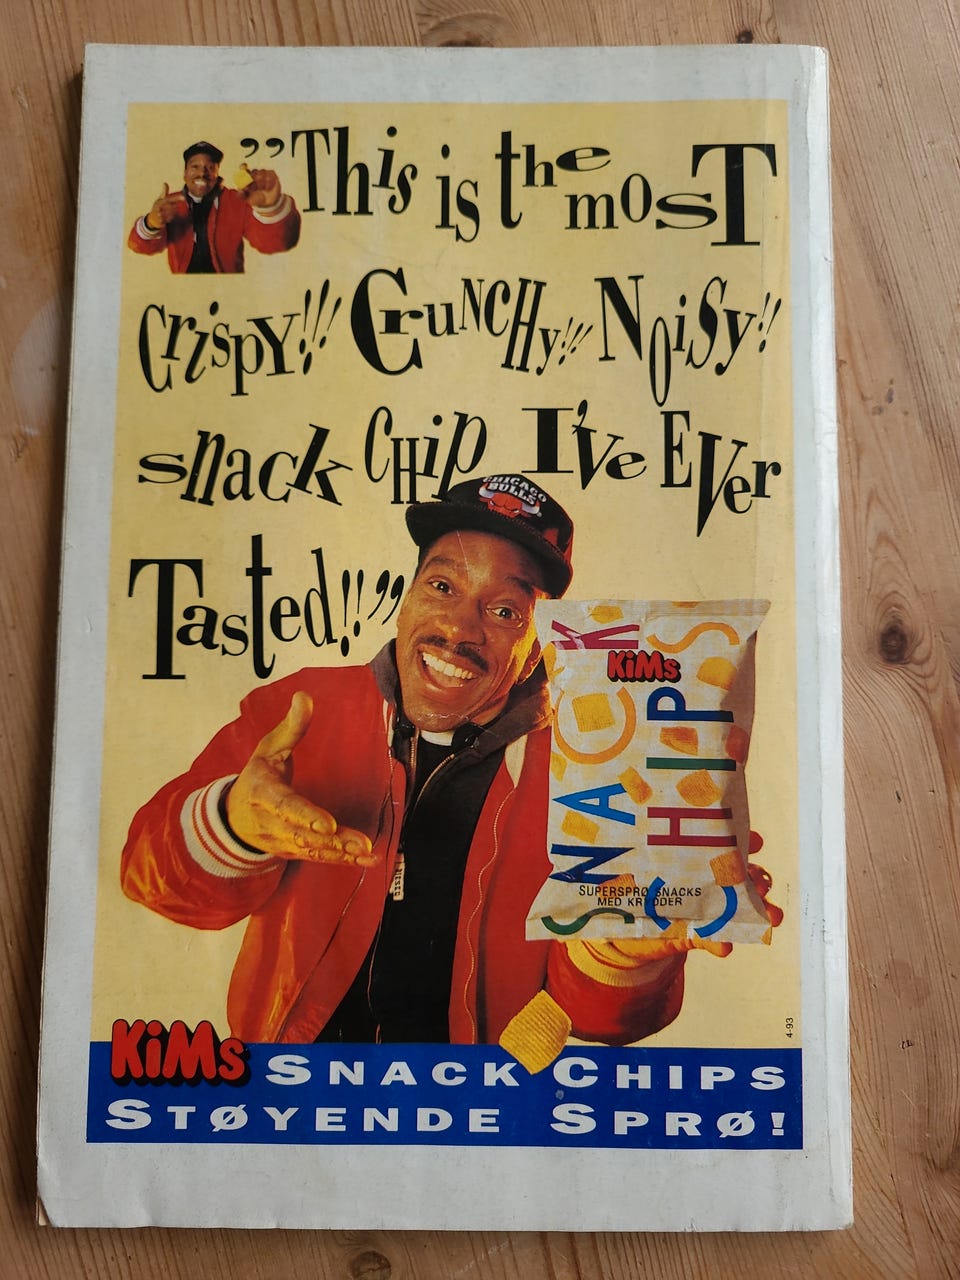 ”This is the most
Crispy!!! Crunchy!!! Noisy!!
snack chip I've Ever
Tasted!!”
CHICAGO
BULLS
SNACK
CHIPS
KiMs
SUPERSPRØ SNACKS
MED KRYDDER
4-93
KiMs SNACK CHIPS
STØYENDE SPRØ!